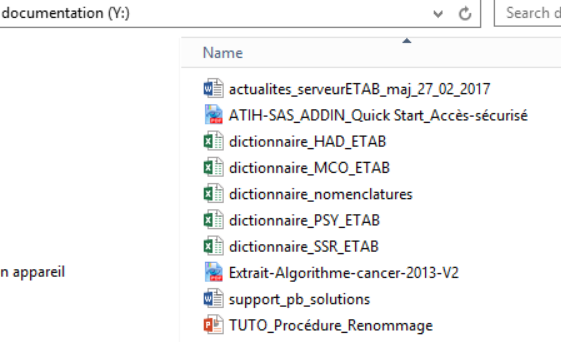 documentation (Y:)
Search d
Name
actualites_serveurETAB_maj_27_02_2017
ATIH-SAS_ADDIN_Quick Start_Accès-sécurisé
dictionnaire_HAD_ETAB
dictionnaire_MCO_ETAB
dictionnaire_nomenclatures
dictionnaire_PSY_ETAB
dictionnaire_SSR_ETAB
n appareil
Extrait-Algorithme-cancer-2013-V2
support_pb_solutions
TUTO_Procédure_Renommage